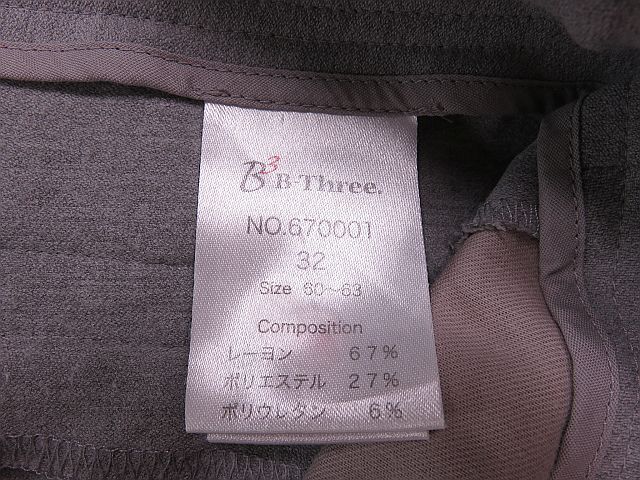 B3 B-Three.
NO.670001
32
Size 60~63
Composition
レーヨン 67%
ポリエステル 27%
ポリウレタン 6%